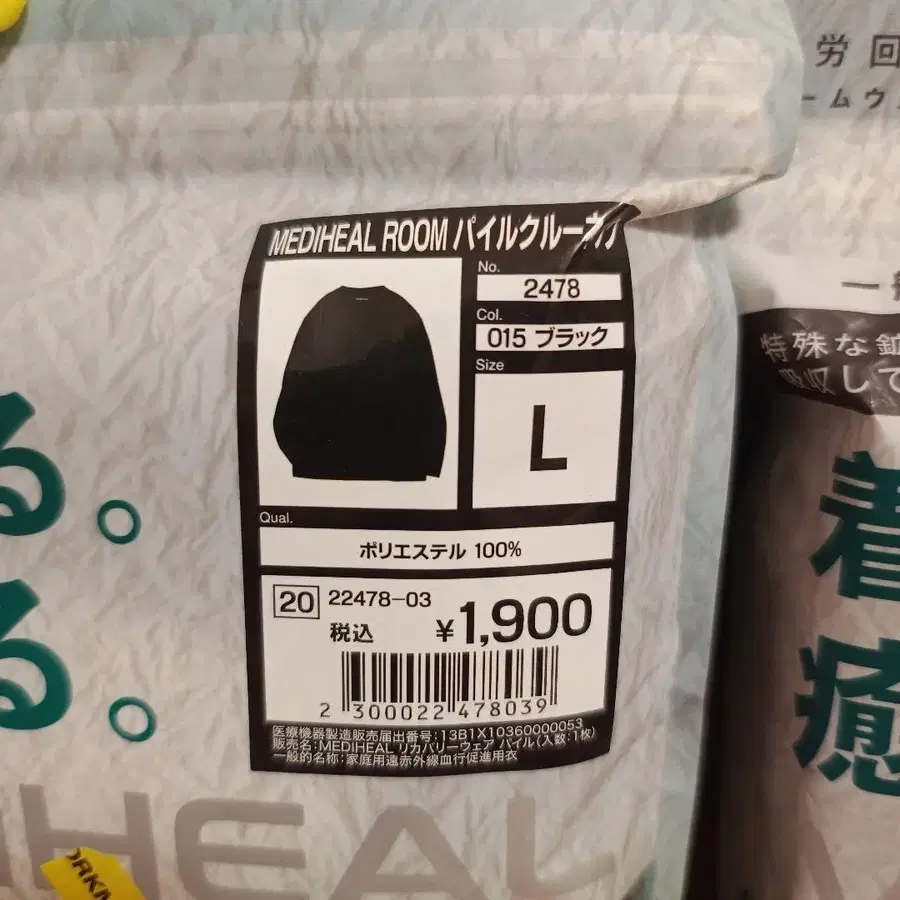 労回
ームウ
MEDIHEAL ROOM パイルクルーネ
No.
2478
Col.
015 ブラック
Size
L
Qual.
ポリエステル 100%
20 22478-03
税込 ¥1,900
2 300022 478039
医療機器製造販売届出番号:13B1X10360000053
販売名:MEDIHEAL リカバリーウェア パイル(入数:1枚)
一般的名称:家庭用遠赤外線血行促進用衣
る。
る。
HEAL
ORKM
一般
特殊な鉱
吸収して
着
癒